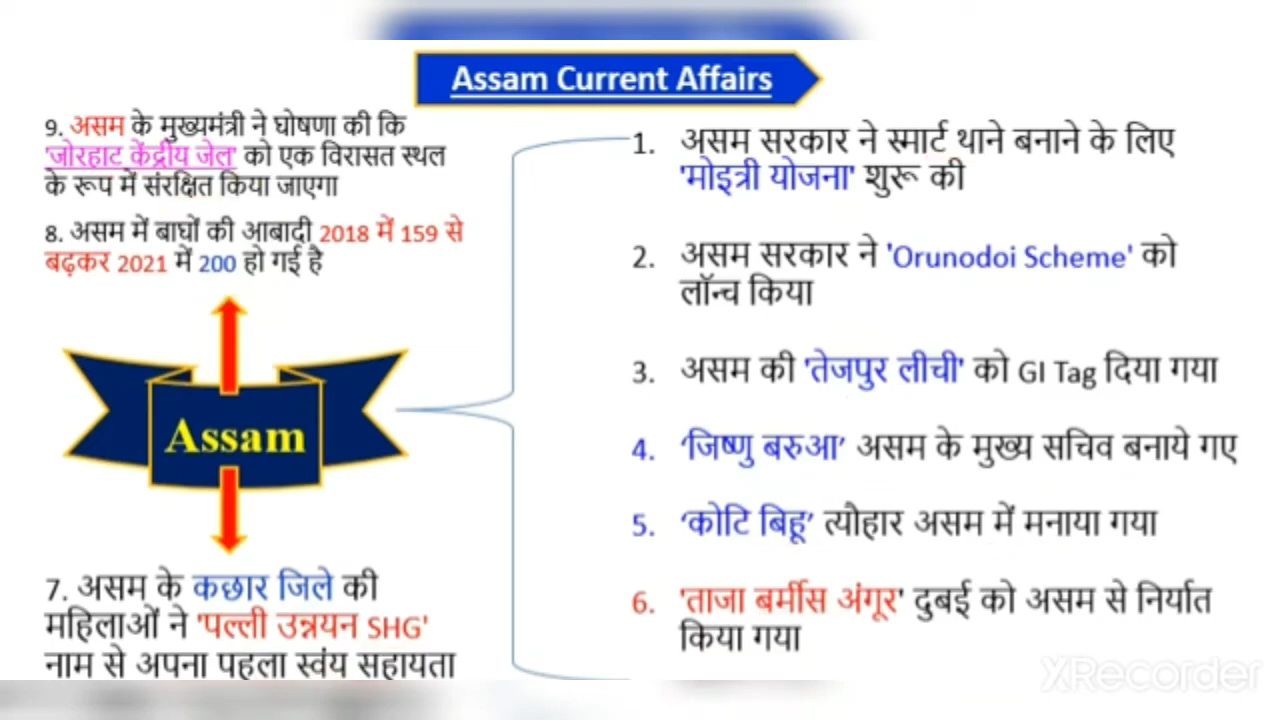 Assam Current Affairs
9. असम के मुख्यमंत्री ने घोषणा की कि
'जोरहाट केंद्रीय जेल' को एक विरासत स्थल
के रूप में संरक्षित किया जाएगा
8. असम में बाघों की आबादी 2018 में 159 से
बढ़कर 2021 में 200 हो गई है
Assam
7. असम के कछार जिले की
महिलाओं ने 'पल्ली उन्नयन SHG'
नाम से अपना पहला स्वंय सहायता
1. असम सरकार ने स्मार्ट थाने बनाने के लिए
'मोइत्री योजना' शुरू की
2. असम सरकार ने 'Orunodoi Scheme' को
लॉन्च किया
3. असम की 'तेजपुर लीची' को GI Tag दिया गया
4. ‘जिष्णु बरुआ’ असम के मुख्य सचिव बनाये गए
5. ‘कोटि बिहू’ त्यौहार असम में मनाया गया
6. 'ताजा बर्मीस अंगूर' दुबई को असम से निर्यात
किया गया
XRecorder